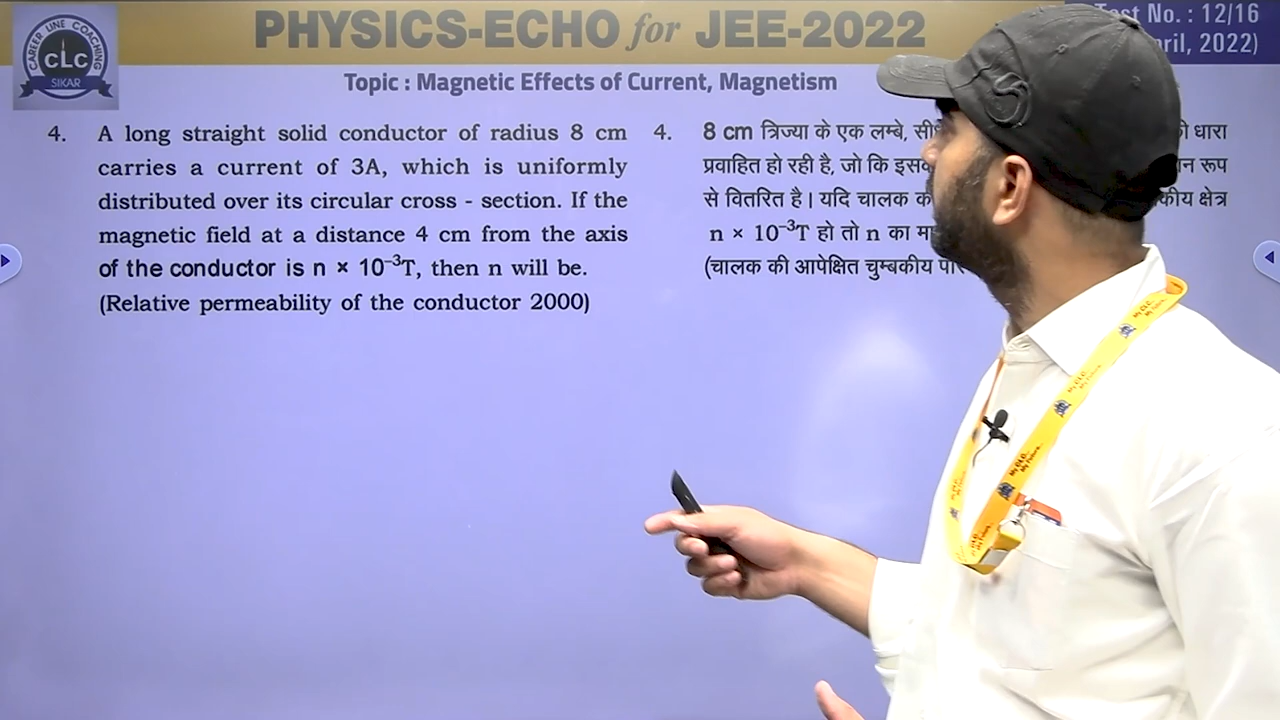 PHYSICS-ECHO for JEE-2022
Test No. : 12/16
2022)
CAREER LINE COACHING
CLC
SIKAR
Topic : Magnetic Effects of Current, Magnetism
4. A long straight solid conductor of radius 8 cm
carries a current of 3A, which is uniformly
distributed over its circular cross - section. If the
magnetic field at a distance 4 cm from the axis
of the conductor is n × 10⁻³T, then n will be.
(Relative permeability of the conductor 2000)
4. 8 cm त्रिज्या के एक लम्बे, धारा
प्रवाहित हो रही है, जो कि रूप
से वितरित है। यदि चालक क्षेत्र
n × 10⁻³T हो तो n का
(चालक की आपेक्षित चुम्बकीय